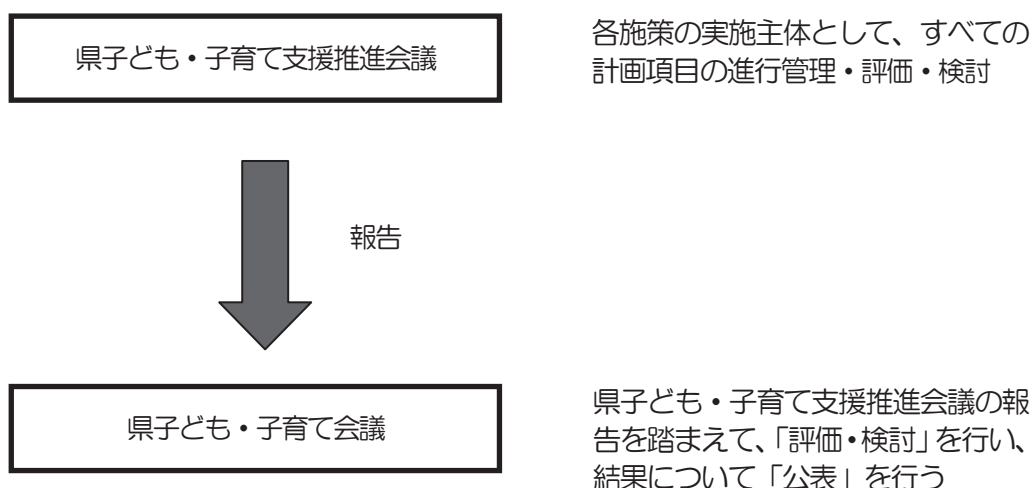 県子ども・子育て支援推進会議
各施策の実施主体として、すべての
計画項目の進行管理・評価・検討
報告
県子ども・子育て会議
県子ども・子育て支援推進会議の報
告を踏まえて、「評価・検討」を行い、
結果について「公表」を行う